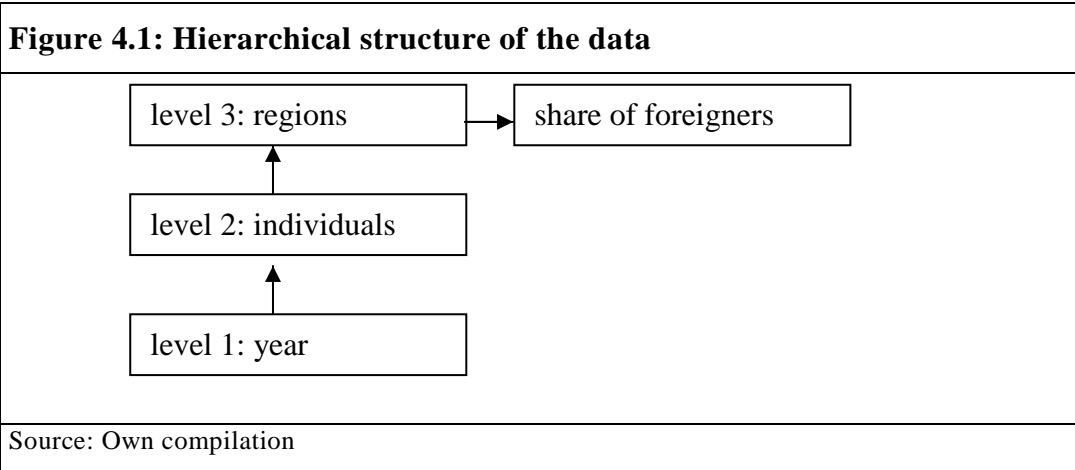 Figure 4.1: Hierarchical structure of the data
level 3: regions
share of foreigners
level 2: individuals
level 1: year
Source: Own compilation